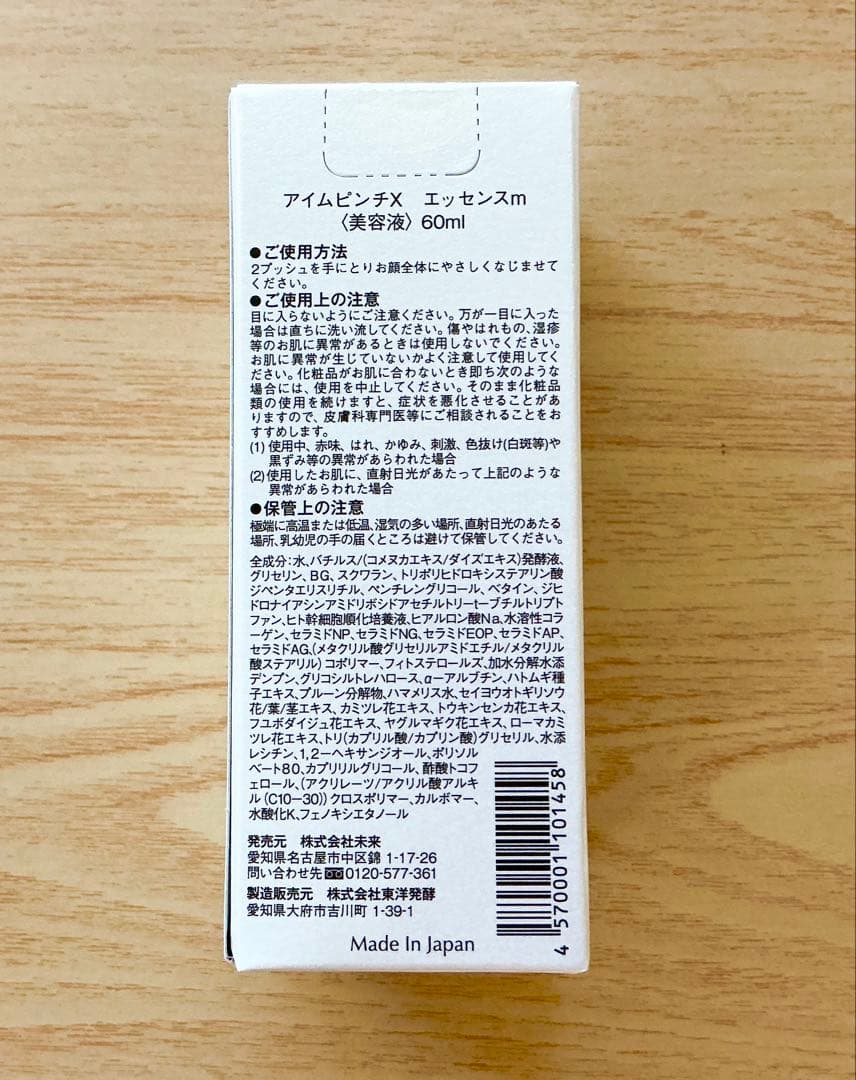 アイムピンチX　エッセンスm
〈美容液〉60ml
●ご使用方法
2プッシュを手にとりお顔全体にやさしくなじませて
ください。
●ご使用上の注意
目に入らないようにご注意ください。万が一目に入った
場合は直ちに洗い流してください。傷やはれもの、湿疹
等のお肌に異常があるときは使用しないでください。
お肌に異常が生じていないかよく注意して使用してく
ださい。化粧品がお肌に合わないとき即ち次のような
場合には、使用を中止してください。そのまま化粧品
類の使用を続けますと、症状を悪化させることがあ
りますので、皮膚科専門医等にご相談されることをお
すすめします。
(1) 使用中、赤味、はれ、かゆみ、刺激、色抜け(白斑等)や
黒ずみ等の異常があらわれた場合
(2)使用したお肌に、直射日光があたって上記のような
異常があらわれた場合
●保管上の注意
極端に高温または低温、湿気の多い場所、直射日光のあたる
場所、乳幼児の手の届くところは避けて保管してください。
全成分：水、バチルス/(コメヌカエキス/ダイズエキス)発酵液、
グリセリン、BG、スクワラン、トリポリヒドロキシステアリン酸
ジペンタエリスリチル、ペンチレングリコール、ベタイン、ジヒ
ドロナイアシンアミドリボシドアセチルトリーtーブチルトリプト
ファン、ヒト幹細胞順化培養液、ヒアルロン酸Na、水溶性コラ
ーゲン、セラミドNP、セラミドNG、セラミドEOP、セラミドAP、
セラミドAG、(メタクリル酸グリセリルアミドエチル/メタクリル
酸ステアリル) コポリマー、フィトステロールズ、加水分解水添
デンプン、グリコシルトレハロース、α－アルブチン、ハトムギ種
子エキス、プルーン分解物、ハマメリス水、セイヨウオトギリソウ
花/葉/茎エキス、カミツレ花エキス、トウキンセンカ花エキス、
フユボダイジュ花エキス、ヤグルマギク花エキス、ローマカミ
ツレ花エキス、トリ(カプリル酸/カプリン酸)グリセリル、水添
レシチン、1,2－ヘキサンジオール、ポリソル
ベート80、カプリリルグリコール、酢酸トコフ
ェロール、(アクリレーツ/アクリル酸アルキ
ル (C10－30)) クロスポリマー、カルボマー、
水酸化K、フェノキシエタノール
発売元　株式会社未来
愛知県名古屋市中区錦 1-17-26
問い合わせ先 0120-577-361
製造販売元　株式会社東洋発酵
愛知県大府市吉川町 1-39-1
Made In Japan
4 570001 101458